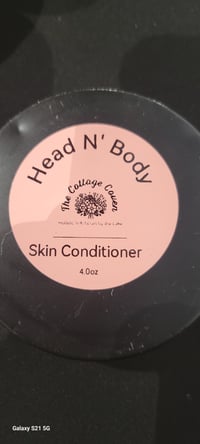 Head N' Body
The Cottage Coven
Skin Conditioner
4.0oz
Galaxy S21 5G